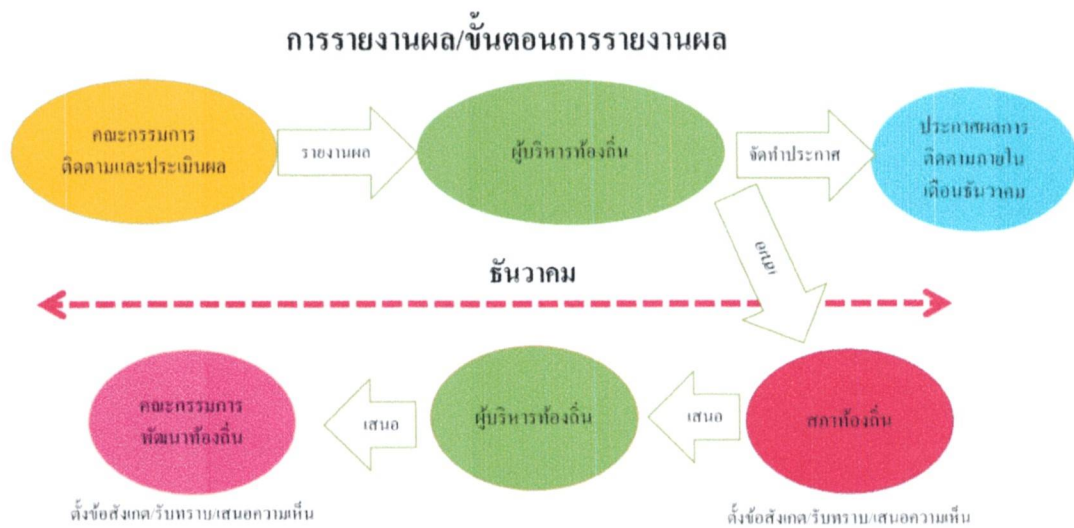 การรายงานผล/ขั้นตอนการรายงานผล
คณะกรรมการ
ติดตามและประเมินผล
รายงานผล
ผู้บริหารท้องถิ่น
จัดทำประกาศ
ประกาศผลการ
ติดตามภายใน
เดือนธันวาคม
เสนอ
ธันวาคม
คณะกรรมการ
พัฒนาท้องถิ่น
เสนอ
ผู้บริหารท้องถิ่น
เสนอ
สภาท้องถิ่น
ตั้งข้อสังเกต/รับทราบ/เสนอความเห็น
ตั้งข้อสังเกต/รับทราบ/เสนอความเห็น